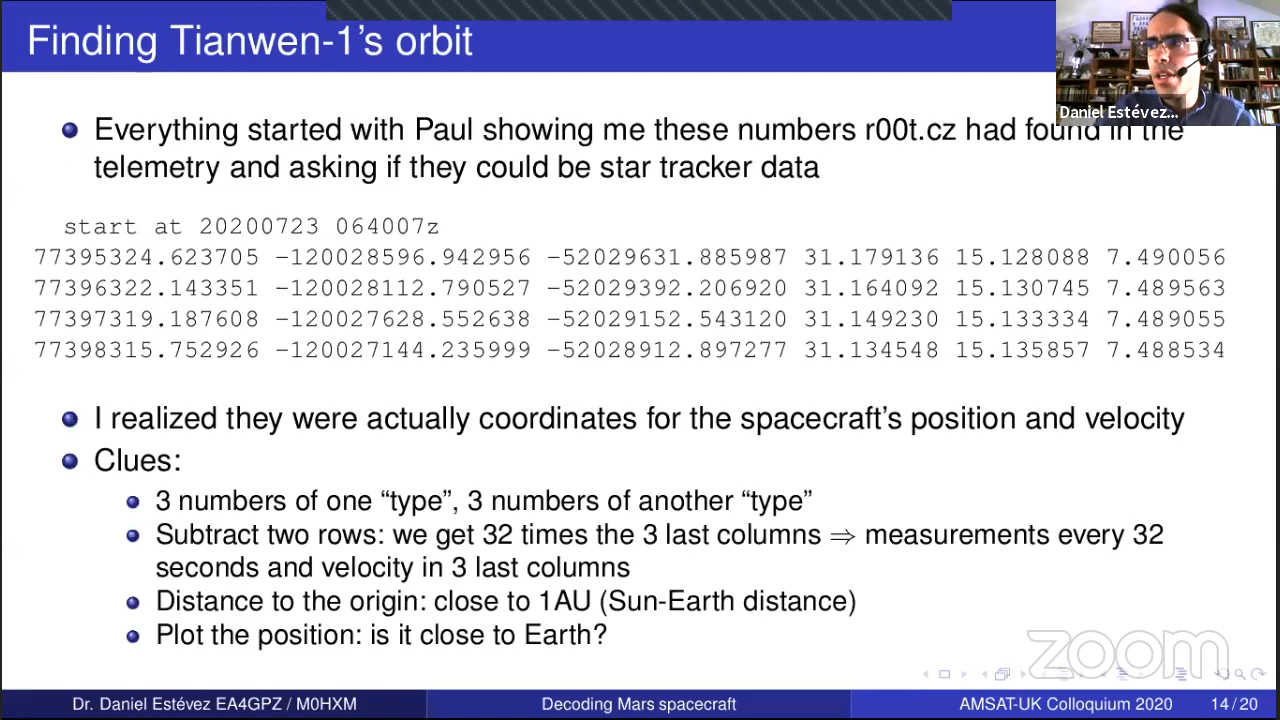 Finding Tianwen-1's orbit
Daniel Estévez...
Everything started with Paul showing me these numbers r00t.cz had found in the
telemetry and asking if they could be star tracker data
start at 20200723 064007z
77395324.623705 -120028596.942956 -52029631.885987 31.179136 15.128088 7.490056
77396322.143351 -120028112.790527 -52029392.206920 31.164092 15.130745 7.489563
77397319.187608 -120027628.552638 -52029152.543120 31.149230 15.133334 7.489055
77398315.752926 -120027144.235999 -52028912.897277 31.134548 15.135857 7.488534
I realized they were actually coordinates for the spacecraft's position and velocity
Clues:
3 numbers of one “type”, 3 numbers of another “type”
Subtract two rows: we get 32 times the 3 last columns ⇒ measurements every 32
seconds and velocity in 3 last columns
Distance to the origin: close to 1AU (Sun-Earth distance)
Plot the position: is it close to Earth?
zoom
Dr. Daniel Estévez EA4GPZ / M0HXM
Decoding Mars spacecraft
AMSAT-UK Colloquium 2020
14 / 20